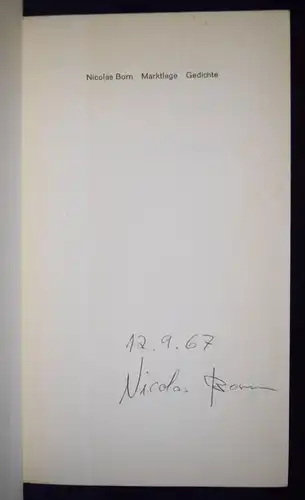 Nicolas Born Marktlage Gedichte
12.9.67
Nicolas Born